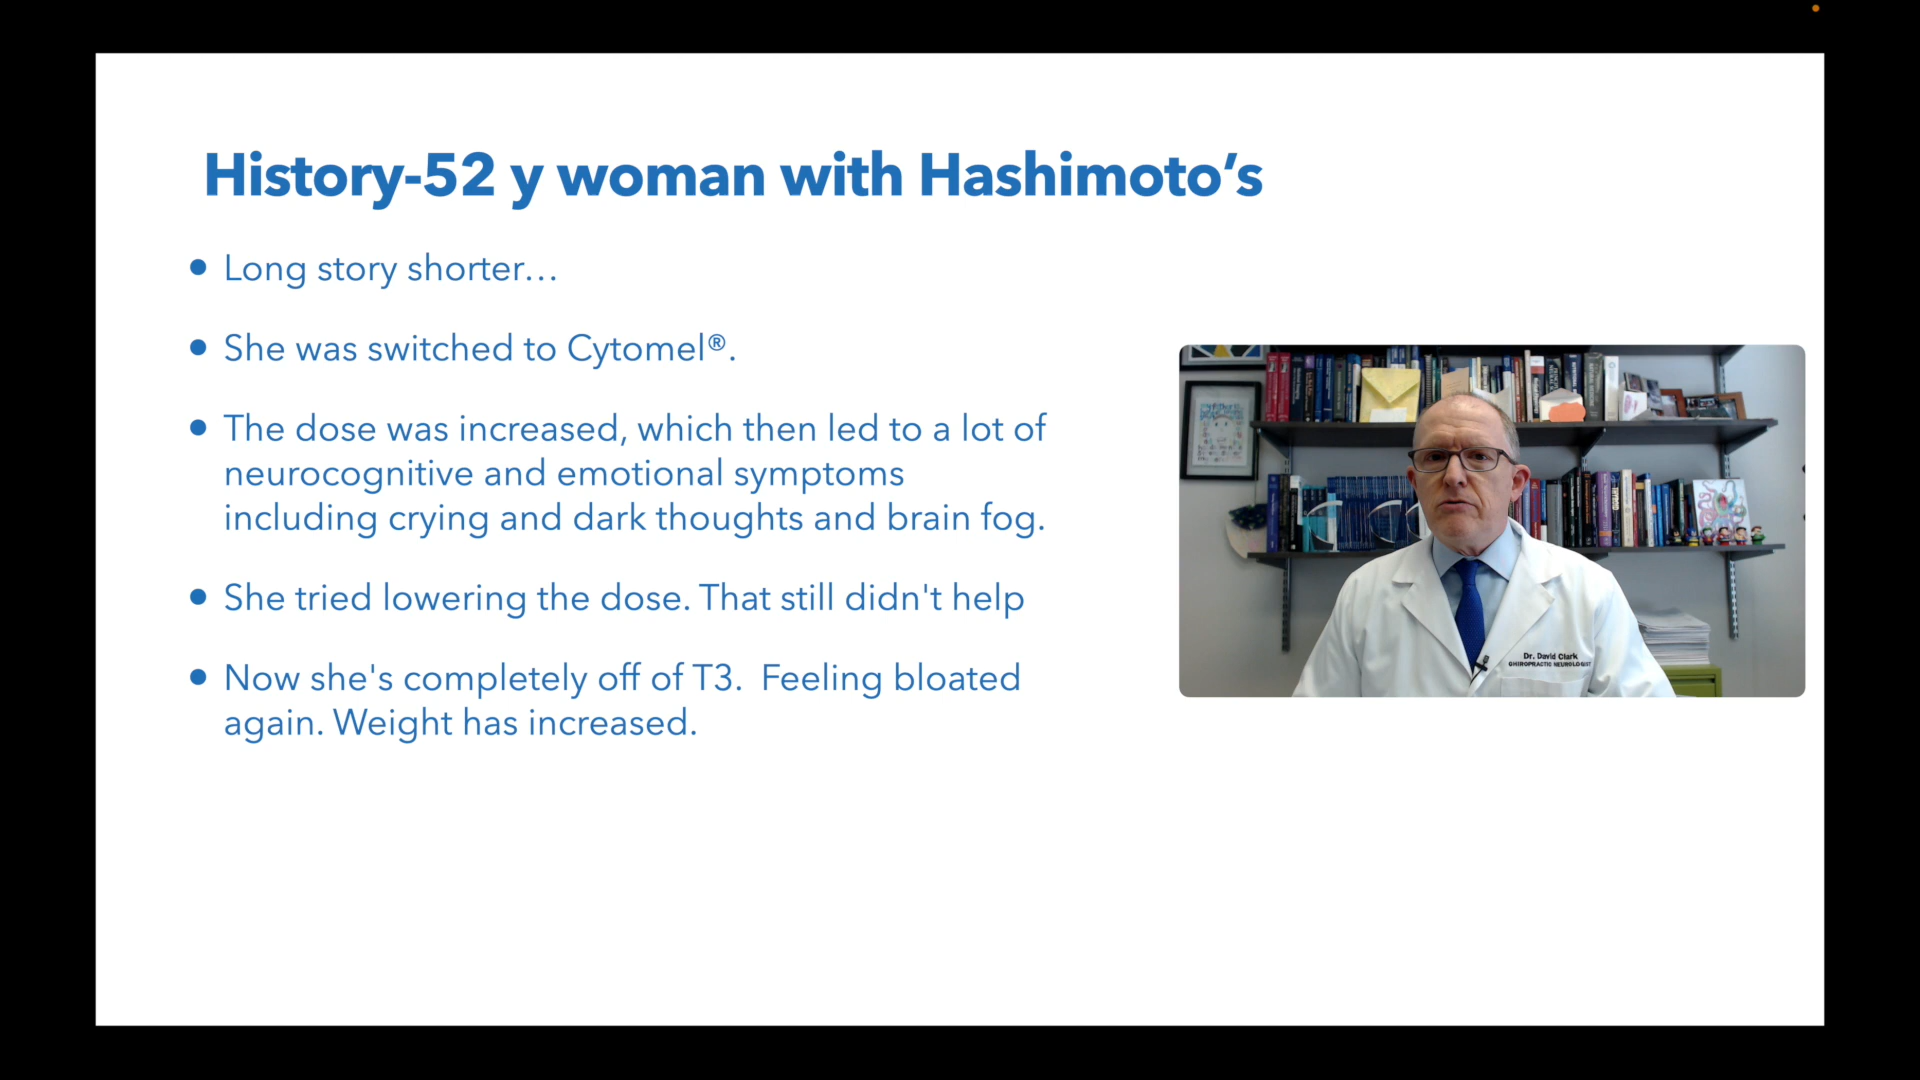 History-52 y woman with Hashimoto’s
• Long story shorter…
• She was switched to Cytomel®.
• The dose was increased, which then led to a lot of
neurocognitive and emotional symptoms
including crying and dark thoughts and brain fog.
• She tried lowering the dose. That still didn't help
• Now she's completely off of T3.  Feeling bloated
again. Weight has increased.
Dr. David Clark
CHIROPRACTIC NEUROLOGIST